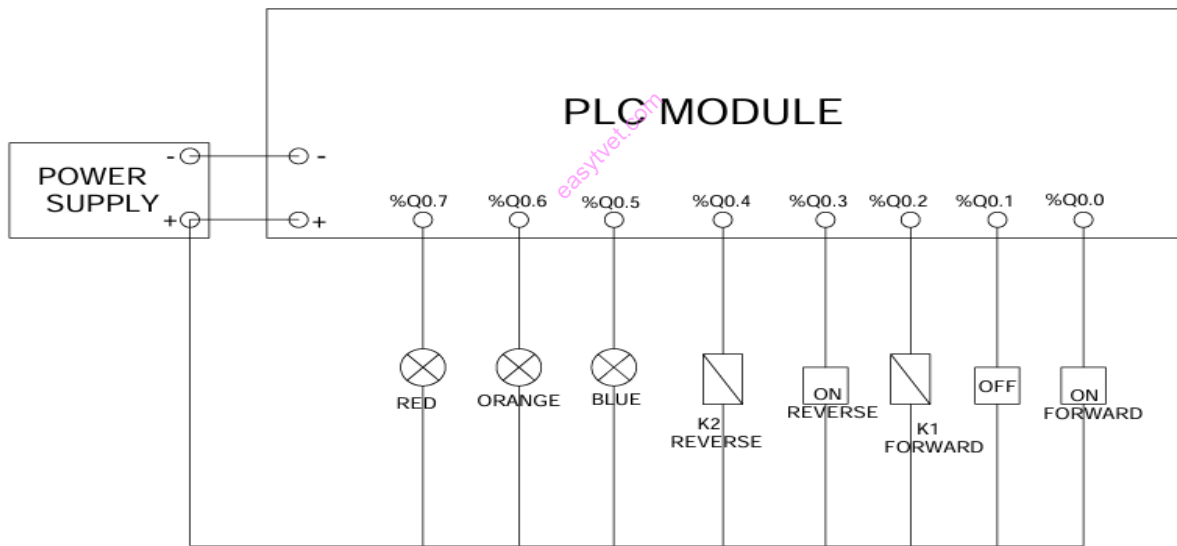 PLC MODULE
easytvet.com
- -
POWER
SUPPLY
+ +
%Q0.7 %Q0.6 %Q0.5 %Q0.4 %Q0.3 %Q0.2 %Q0.1 %Q0.0
RED
ORANGE
BLUE
K2
REVERSE
ON
REVERSE
K1
FORWARD
OFF
ON
FORWARD